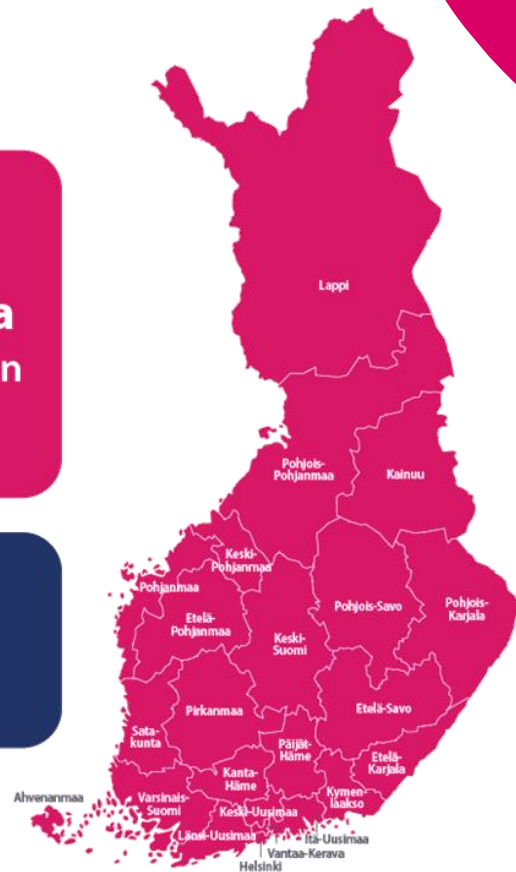 a
n
Lappi
Pohjois-
Pohjanmaa
Kainuu
Keski-
Pohjanmaa
Pohjanmaa
Etelä-
Pohjanmaa
Keski-
Suomi
Pohjois-Savo
Pohjois-
Karjala
Pirkanmaa
Etelä-Savo
Sata-
kunta
Päijät-
Häme
Etelä-
Karjala
Kanta-
Häme
Kymen-
laakso
Ahvenanmaa
Varsinais-
Suomi
Keski-Uusimaa
Länsi-Uusimaa
Itä-Uusimaa
Vantaa-Kerava
Helsinki